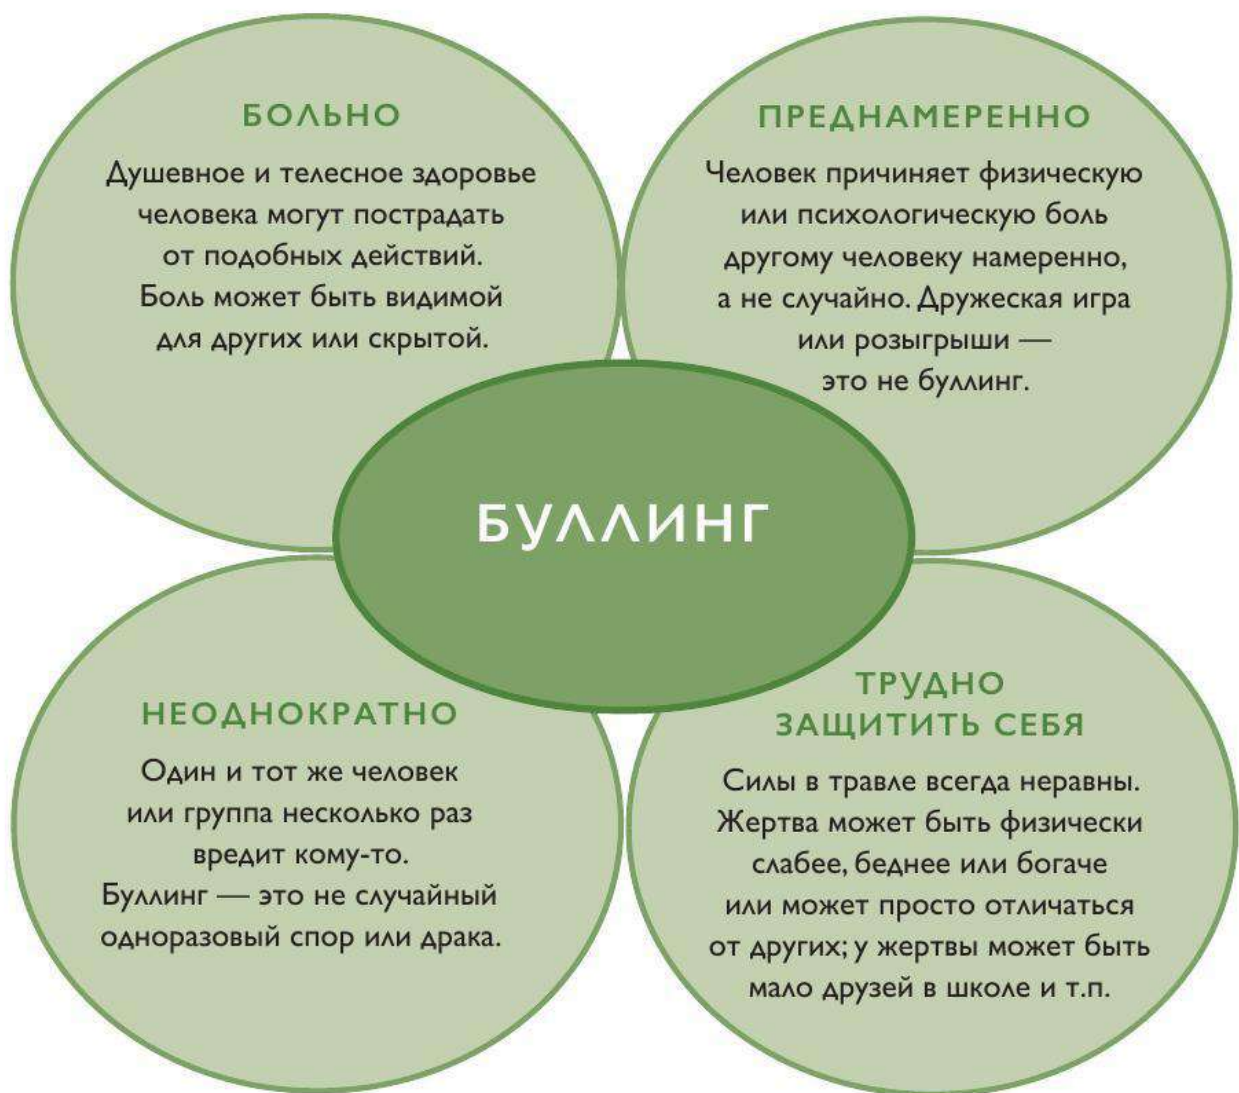 БОЛЬНО
Душевное и телесное здоровье
человека могут пострадать
от подобных действий.
Боль может быть видимой
для других или скрытой.
ПРЕДНАМЕРЕННО
Человек причиняет физическую
или психологическую боль
другому человеку намеренно,
а не случайно. Дружеская игра
или розыгрыши —
это не буллинг.
БУЛЛИНГ
НЕОДНОКРАТНО
Один и тот же человек
или группа несколько раз
вредит кому-то.
Буллинг — это не случайный
одноразовый спор или драка.
ТРУДНО
ЗАЩИТИТЬ СЕБЯ
Силы в травле всегда неравны.
Жертва может быть физически
слабее, беднее или богаче
или может просто отличаться
от других; у жертвы может быть
мало друзей в школе и т.п.